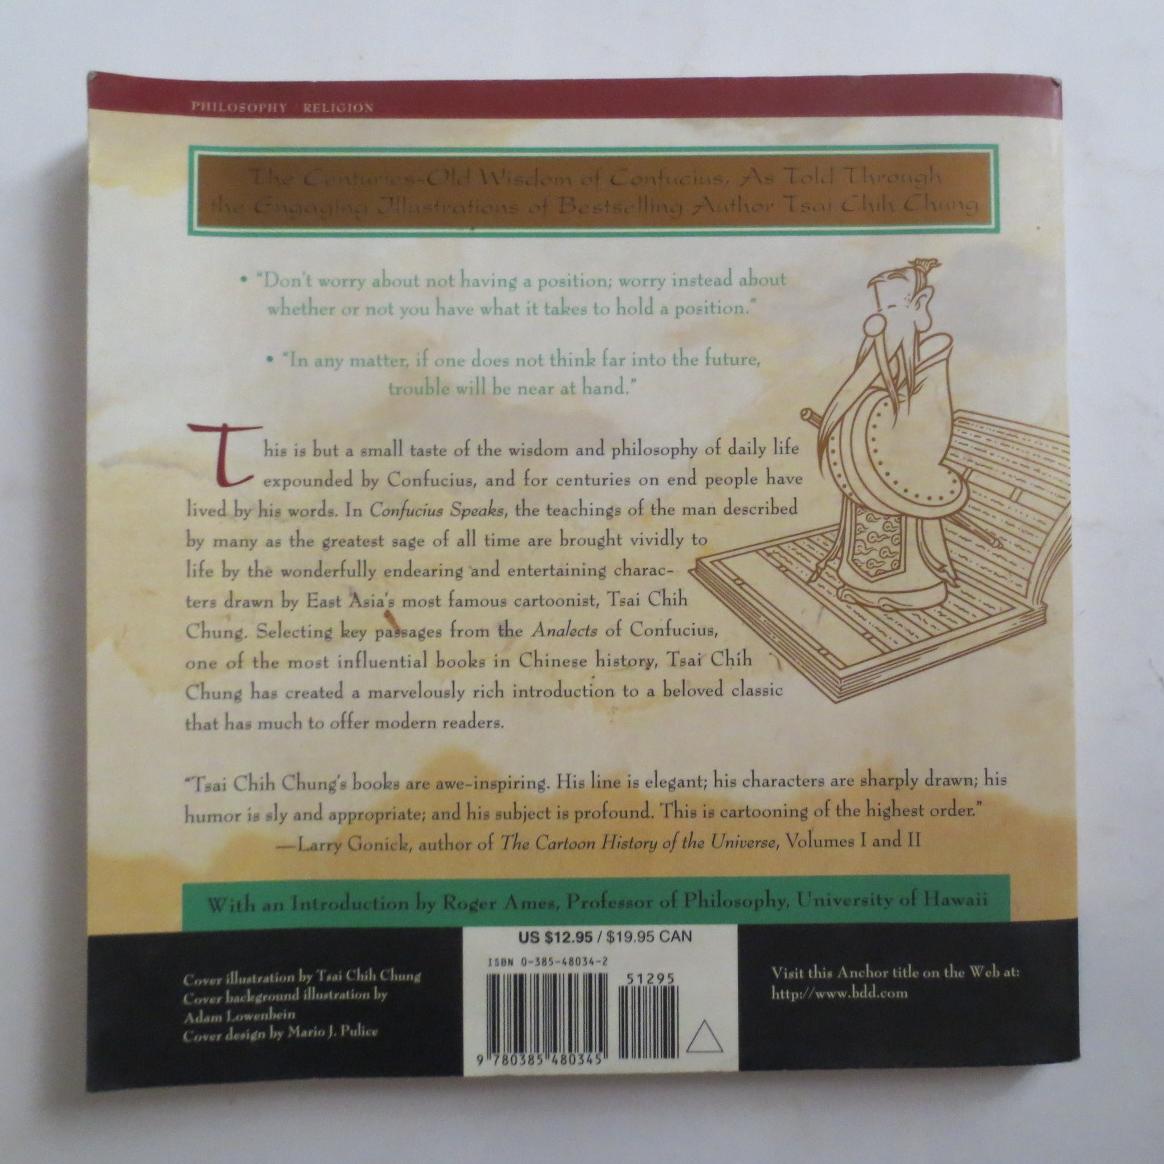 PHILOSOPHY / RELIGION
The Centuries-Old Wisdom of Confucius, As Told Through
the Engaging Illustrations of Bestselling Author Tsai Chih Chung
• "Don't worry about not having a position; worry instead about
whether or not you have what it takes to hold a position."
• "In any matter, if one does not think far into the future,
trouble will be near at hand."
This is but a small taste of the wisdom and philosophy of daily life
expounded by Confucius, and for centuries on end people have
lived by his words. In Confucius Speaks, the teachings of the man described
by many as the greatest sage of all time are brought vividly to
life by the wonderfully endearing and entertaining charac-
ters drawn by East Asia's most famous cartoonist, Tsai Chih
Chung. Selecting key passages from the Analects of Confucius,
one of the most influential books in Chinese history, Tsai Chih
Chung has created a marvelously rich introduction to a beloved classic
that has much to offer modern readers.
"Tsai Chih Chung's books are awe-inspiring. His line is elegant; his characters are sharply drawn; his
humor is sly and appropriate; and his subject is profound. This is cartooning of the highest order."
—Larry Gonick, author of The Cartoon History of the Universe, Volumes I and II
With an Introduction by Roger Ames, Professor of Philosophy, University of Hawaii
US $12.95 / $19.95 CAN
ISBN 0-385-48034-2
51295
9 780385 480345
Cover illustration by Tsai Chih Chung
Cover background illustration by
Adam Lowenbein
Cover design by Mario J. Pulice
Visit this Anchor title on the Web at:
http://www.bdd.com